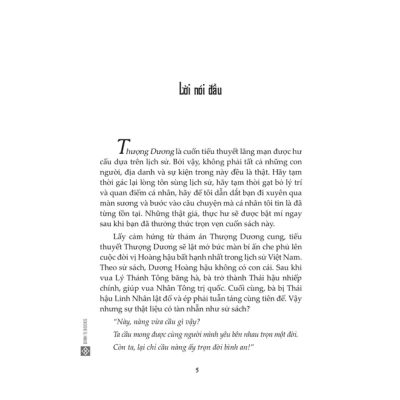 Lời nói đầu
Thượng Dương là cuốn tiểu thuyết lãng mạn được hư
cấu dựa trên lịch sử. Bởi vậy, không phải tất cả những con
người, địa danh và sự kiện trong này đều là thật. Hãy tạm
thời gác lại lòng tôn sùng lịch sử, hãy tạm thời gạt bỏ lý trí
và quan điểm cá nhân, hãy để tôi dẫn dắt bạn đi xuyên qua
màn sương và bước vào câu chuyện mà cá nhân tôi tin là đã
từng tồn tại. Những thật giả, thực hư sẽ được bật mí ngay
sau khi bạn đã thưởng thức trọn vẹn cuốn sách này.
Lấy cảm hứng từ thảm án Thượng Dương cung, tiểu
thuyết Thượng Dương sẽ lật mở bức màn bí ẩn che phủ lên
cuộc đời vị Hoàng hậu bất hạnh nhất trong lịch sử Việt Nam.
Theo sử sách, Dương Hoàng hậu không có con cái. Sau khi
vua Lý Thánh Tông băng hà, bà trở thành Thái hậu nhiếp
chính, giúp vua Nhân Tông trị quốc. Cuối cùng, bà bị Thái
hậu Linh Nhân lật đổ và ép phải tuẫn táng cùng tiên đế. Vậy
nhưng sự thật liệu có tàn nhẫn như sử sách?
“Này, nàng vừa cầu gì vậy?
Ta cầu mong được cùng người mình yêu bên nhau trọn một đời.
Còn ta, lại chỉ cầu nàng ấy trọn đời bình an!”
5